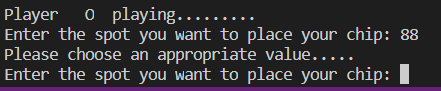 Player   O  playing.........
Enter the spot you want to place your chip: 88
Please choose an appropriate value.....
Enter the spot you want to place your chip: